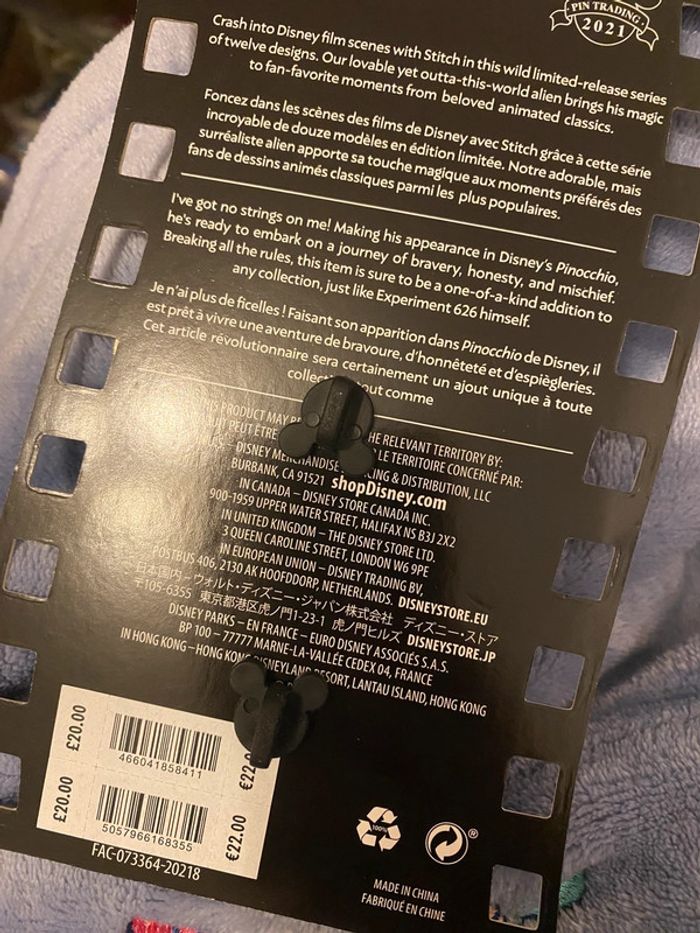 PIN TRADING
2021
Crash into Disney film scenes with Stitch in this wild limited-release series
of twelve designs. Our lovable yet outta-this-world alien brings his magic
to fan-favorite moments from beloved animated classics.
Foncez dans les scènes des films de Disney avec Stitch grâce à cette série
incroyable de douze modèles en édition limitée. Notre adorable, mais
surréaliste alien apporte sa touche magique aux moments préférés des
fans de dessins animés classiques parmi les plus populaires.
I've got no strings on me! Making his appearance in Disney's Pinocchio,
he's ready to embark on a journey of bravery, honesty, and mischief.
Breaking all the rules, this item is sure to be a one-of-a-kind addition to
any collection, just like Experiment 626 himself.
Je n'ai plus de ficelles ! Faisant son apparition dans Pinocchio de Disney, il
est prêt à vivre une aventure de bravoure, d'honnêteté et d'espiègleries.
Cet article révolutionnaire sera certainement un ajout unique à toute
tout comme
PRODUCT MAY THE RELEVANT TERRITORY BY:
PEUT LE TERRITOIRE CONCERNÉ PAR:
DISNEY & DISTRIBUTION, LLC
BURBANK, CA 91521 shopDisney.com
IN CANADA – DISNEY STORE CANADA INC.
900-1959 UPPER WATER STREET, HALIFAX NS B3J 2X2
IN UNITED KINGDOM – THE DISNEY STORE LTD.
3 QUEEN CAROLINE STREET, LONDON W6 9PE
IN EUROPEAN UNION – DISNEY TRADING BV,
POSTBUS 406, 2130 AK HOOFDDORP, NETHERLANDS. DISNEYSTORE.EU
日本国内 – ウォルト・ディズニー・ジャパン株式会社 ディズニー・ストア
〒105-6355 東京都港区虎ノ門1-23-1 虎ノ門ヒルズ DISNEYSTORE.JP
DISNEY PARKS – EN FRANCE – EURO DISNEY ASSOCIÉS S.A.S.
BP 100 – 77777 MARNE-LA-VALLÉE CEDEX 04, FRANCE
IN HONG KONG – HONG KONG DISNEYLAND RESORT, LANTAU ISLAND, HONG KONG
£20.00
466041858411
£20.00
5057966168355
€22.00
FAC-073364-20218
100%
®
MADE IN CHINA
FABRIQUÉ EN CHINE